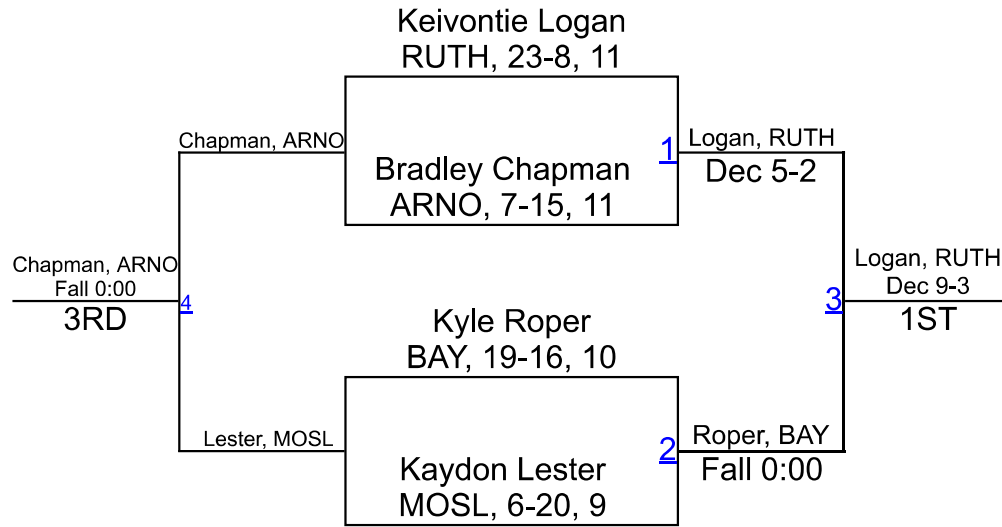 Keivontie Logan
RUTH, 23-8, 11
Chapman, ARNO
1
Logan, RUTH
Bradley Chapman
ARNO, 7-15, 11
Dec 5-2
Chapman, ARNO
Fall 0:00
3RD
4
3
Logan, RUTH
Dec 9-3
1ST
Kyle Roper
BAY, 19-16, 10
Lester, MOSL
2
Roper, BAY
Fall 0:00
Kaydon Lester
MOSL, 6-20, 9